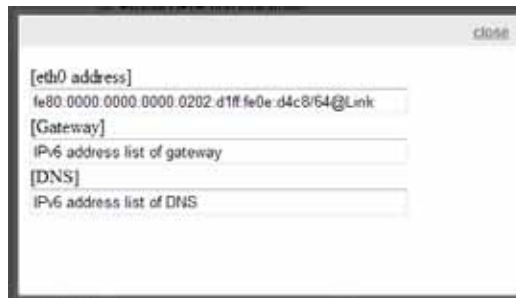 close
[eth0 address]
fe80:0000:0000:0000:0202:d1ff:fe0e:d4c8/64@Link
[Gateway]
IPv6 address list of gateway
[DNS]
IPv6 address list of DNS